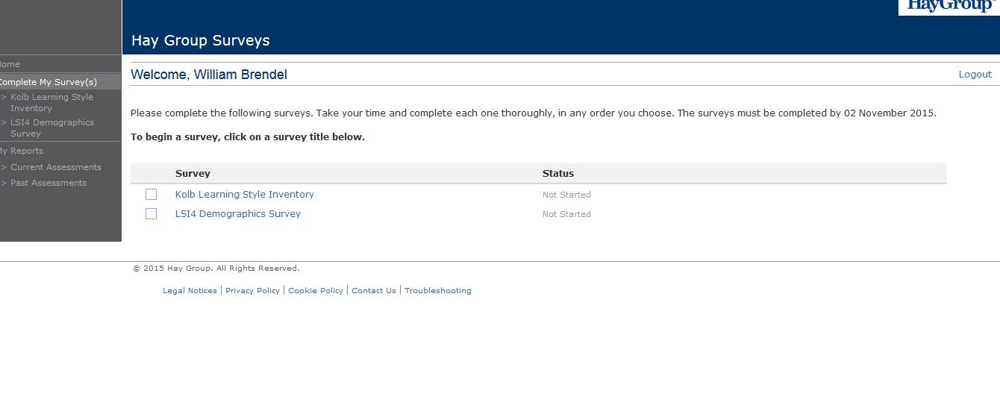 HayGroup
Hay Group Surveys
Home
Complete My Survey(s)
> Kolb Learning Style
Inventory
> LSI4 Demographics
Survey
My Reports
> Current Assessments
> Past Assessments
Welcome, William Brendel
Logout
Please complete the following surveys. Take your time and complete each one thoroughly, in any order you choose. The surveys must be completed by 02 November 2015.
To begin a survey, click on a survey title below.
Survey Status
Kolb Learning Style Inventory Not Started
LSI4 Demographics Survey Not Started
© 2015 Hay Group. All Rights Reserved.
Legal Notices | Privacy Policy | Cookie Policy | Contact Us | Troubleshooting